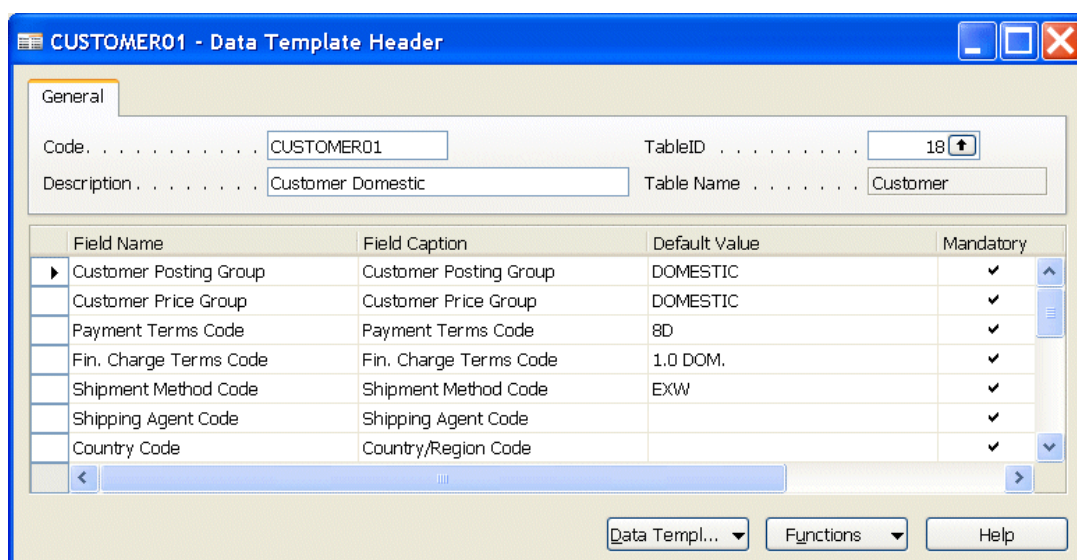 CUSTOMER01 - Data Template Header
General
Code. . . . . . . . . . . . CUSTOMER01 TableID . . . . . . . . . 18
Description . . . . . . . . Customer Domestic Table Name . . . . . . . Customer
Field Name Field Caption Default Value Mandatory
Customer Posting Group Customer Posting Group DOMESTIC ✔
Customer Price Group Customer Price Group DOMESTIC ✔
Payment Terms Code Payment Terms Code 8D ✔
Fin. Charge Terms Code Fin. Charge Terms Code 1.0 DOM. ✔
Shipment Method Code Shipment Method Code EXW ✔
Shipping Agent Code Shipping Agent Code ✔
Country Code Country/Region Code ✔
Data Templ... Functions Help